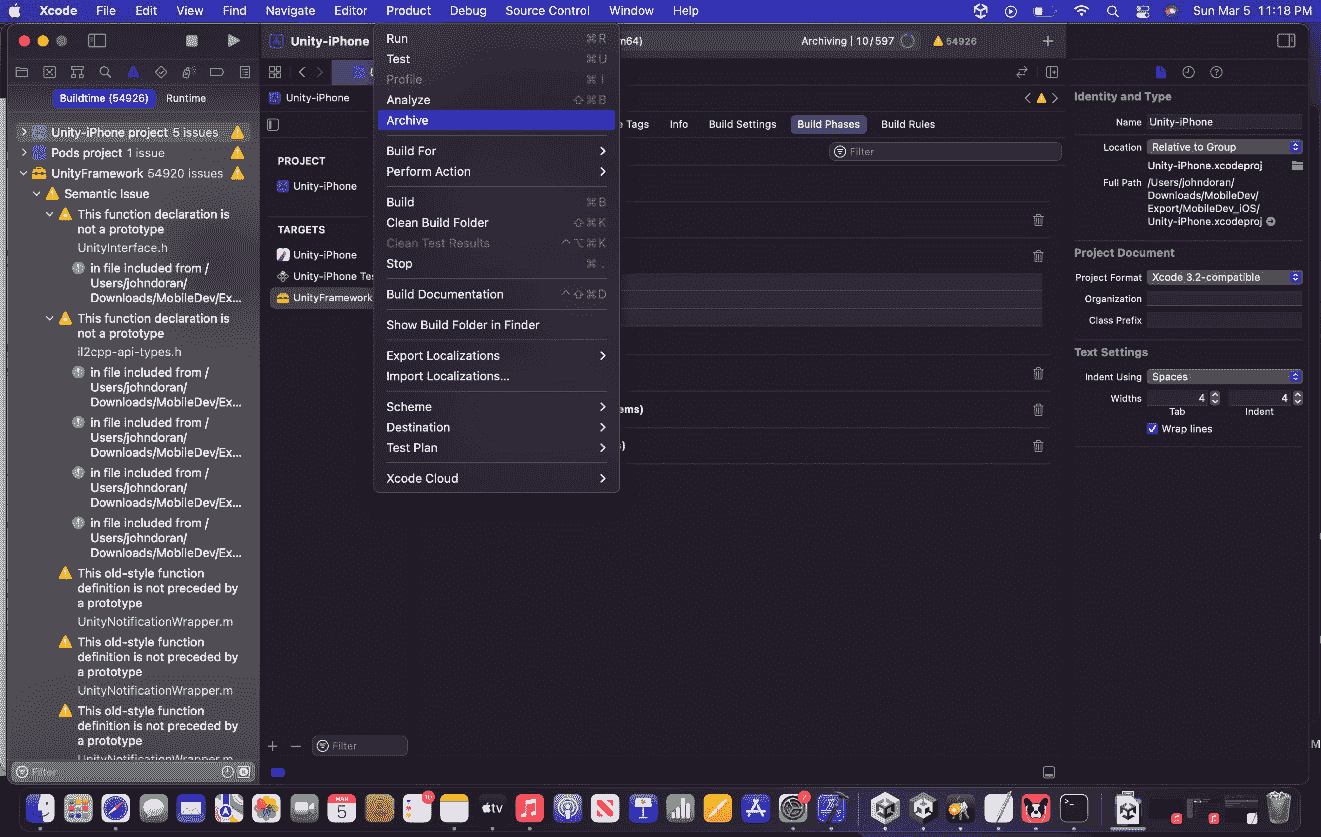 Xcode File Edit View Find Navigate Editor Product Debug Source Control Window Help Sun Mar 5 11:18 PM
Unity-iPhone
Archiving | 10/597
54926
Buildtime (54926) Runtime
Unity-iPhone project 5 issues
Pods project 1 issue
UnityFramework 54920 issues
Semantic Issue
This function declaration is
not a prototype
UnityInterface.h
in file included from /
Users/johndoran/
Downloads/MobileDev/Ex...
This function declaration is
not a prototype
il2cpp-api-types.h
in file included from /
Users/johndoran/
Downloads/MobileDev/Ex...
in file included from /
Users/johndoran/
Downloads/MobileDev/Ex...
in file included from /
Users/johndoran/
Downloads/MobileDev/Ex...
in file included from /
Users/johndoran/
Downloads/MobileDev/Ex...
This old-style function
definition is not preceded by
a prototype
UnityNotificationWrapper.m
This old-style function
definition is not preceded by
a prototype
UnityNotificationWrapper.m
This old-style function
definition is not preceded by
a prototype
UnityNotificationWrapper.m
Filter
Unity-iPhone
PROJECT
Unity-iPhone
TARGETS
Unity-iPhone
Unity-iPhone Tes
UnityFramework
Filter
Run ⌘R
Test ⌘U
Profile ⌘I
Analyze ⇧⌘B
Archive
Build For
Perform Action
Build ⌘B
Clean Build Folder ⇧⌘K
Clean Test Results ^⌥⌘K
Stop ⌘.
Build Documentation ^⇧⌘D
Show Build Folder in Finder
Export Localizations
Import Localizations...
Scheme
Destination
Test Plan
Xcode Cloud
m64)
e Tags Info Build Settings Build Phases Build Rules
Filter
ems)
s)
Identity and Type
Name Unity-iPhone
Location Relative to Group
Unity-iPhone.xcodeproj
Full Path /Users/johndoran/
Downloads/MobileDev/
Export/MobileDev_iOS/
Unity-iPhone.xcodeproj
Project Document
Project Format Xcode 3.2-compatible
Organization
Class Prefix
Text Settings
Indent Using Spaces
Widths 4 4
Tab Indent
Wrap lines
M
MAR
5
tv